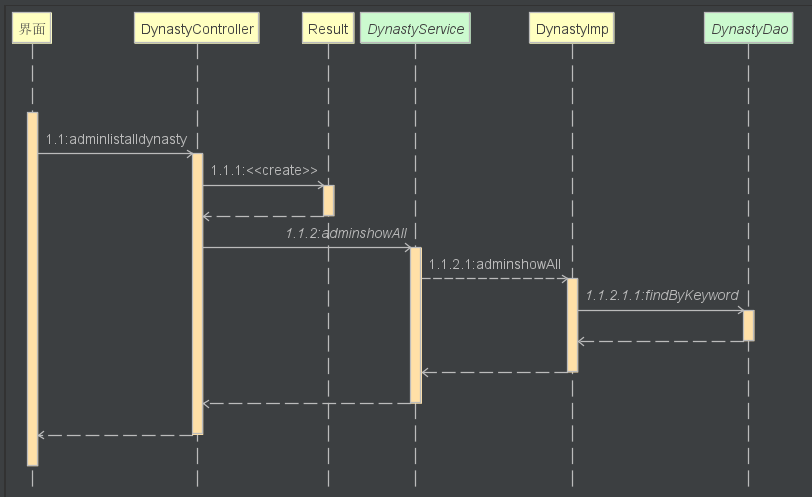 界面
DynastyController
Result
DynastyService
DynastyImp
DynastyDao
1.1:adminlistalldynasty
1.1.1:<<create>>
1.1.2:adminshowAll
1.1.2.1:adminshowAll
1.1.2.1.1:findByKeyword